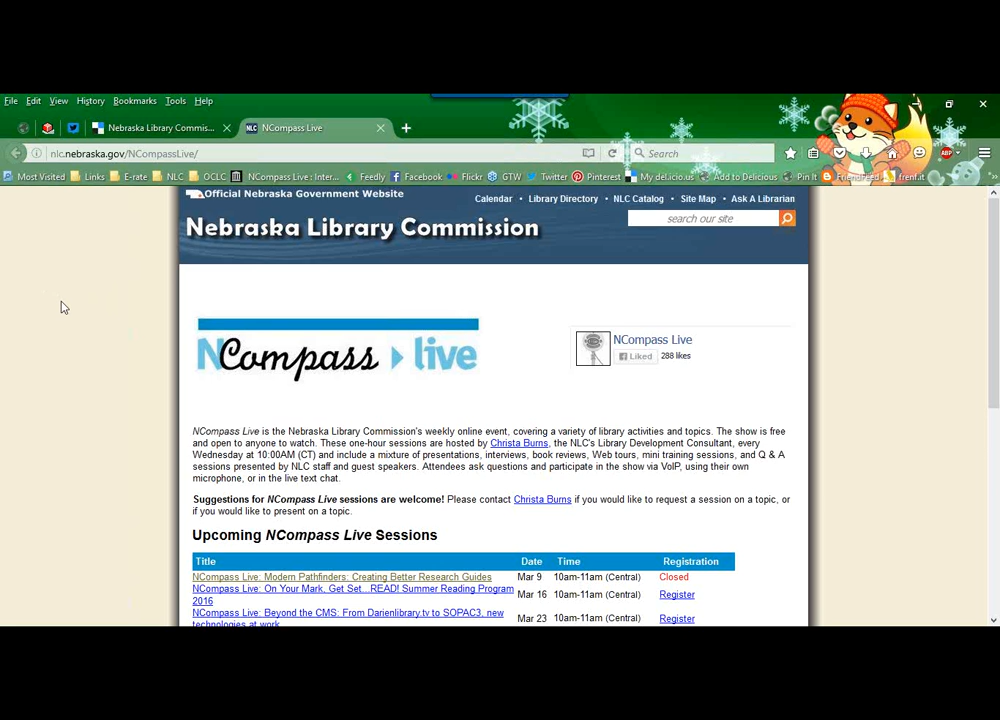 File Edit View History Bookmarks Tools Help
Nebraska Library Commis... NLC NCompass Live
nlc.nebraska.gov/NCompassLive/ Search
Most Visited Links E-rate NLC OCLC NCompass Live : Inter... Feedly Facebook Flickr GTW Twitter Pinterest My del.icio.us Add to Delicious Pin It FriendFeed frenf.it
Official Nebraska Government Website
Calendar • Library Directory • NLC Catalog • Site Map • Ask A Librarian
Nebraska Library Commission
search our site
NCompass live
NCompass Live
Liked 288 likes
NCompass Live is the Nebraska Library Commission's weekly online event, covering a variety of library activities and topics. The show is free
and open to anyone to watch. These one-hour sessions are hosted by Christa Burns, the NLC's Library Development Consultant, every
Wednesday at 10:00AM (CT) and include a mixture of presentations, interviews, book reviews, Web tours, mini training sessions, and Q & A
sessions presented by NLC staff and guest speakers. Attendees ask questions and participate in the show via VoIP, using their own
microphone, or in the live text chat.
Suggestions for NCompass Live sessions are welcome! Please contact Christa Burns if you would like to request a session on a topic, or
if you would like to present on a topic.
Upcoming NCompass Live Sessions
Title Date Time Registration
NCompass Live: Modern Pathfinders: Creating Better Research Guides Mar 9 10am-11am (Central) Closed
NCompass Live: On Your Mark, Get Set...READ! Summer Reading Program
2016 Mar 16 10am-11am (Central) Register
NCompass Live: Beyond the CMS: From Darienlibrary.tv to SOPAC3, new
technologies at work Mar 23 10am-11am (Central) Register